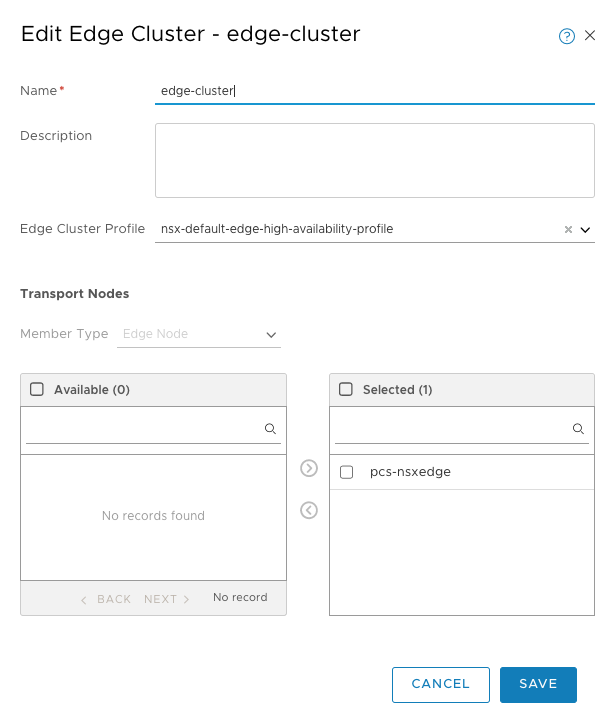 Edit Edge Cluster - edge-cluster
Name*
edge-cluster
Description
Edge Cluster Profile
nsx-default-edge-high-availability-profile
Transport Nodes
Member Type
Edge Node
Available (0)
No records found
BACK NEXT No record
Selected (1)
pcs-nsxedge
CANCEL SAVE